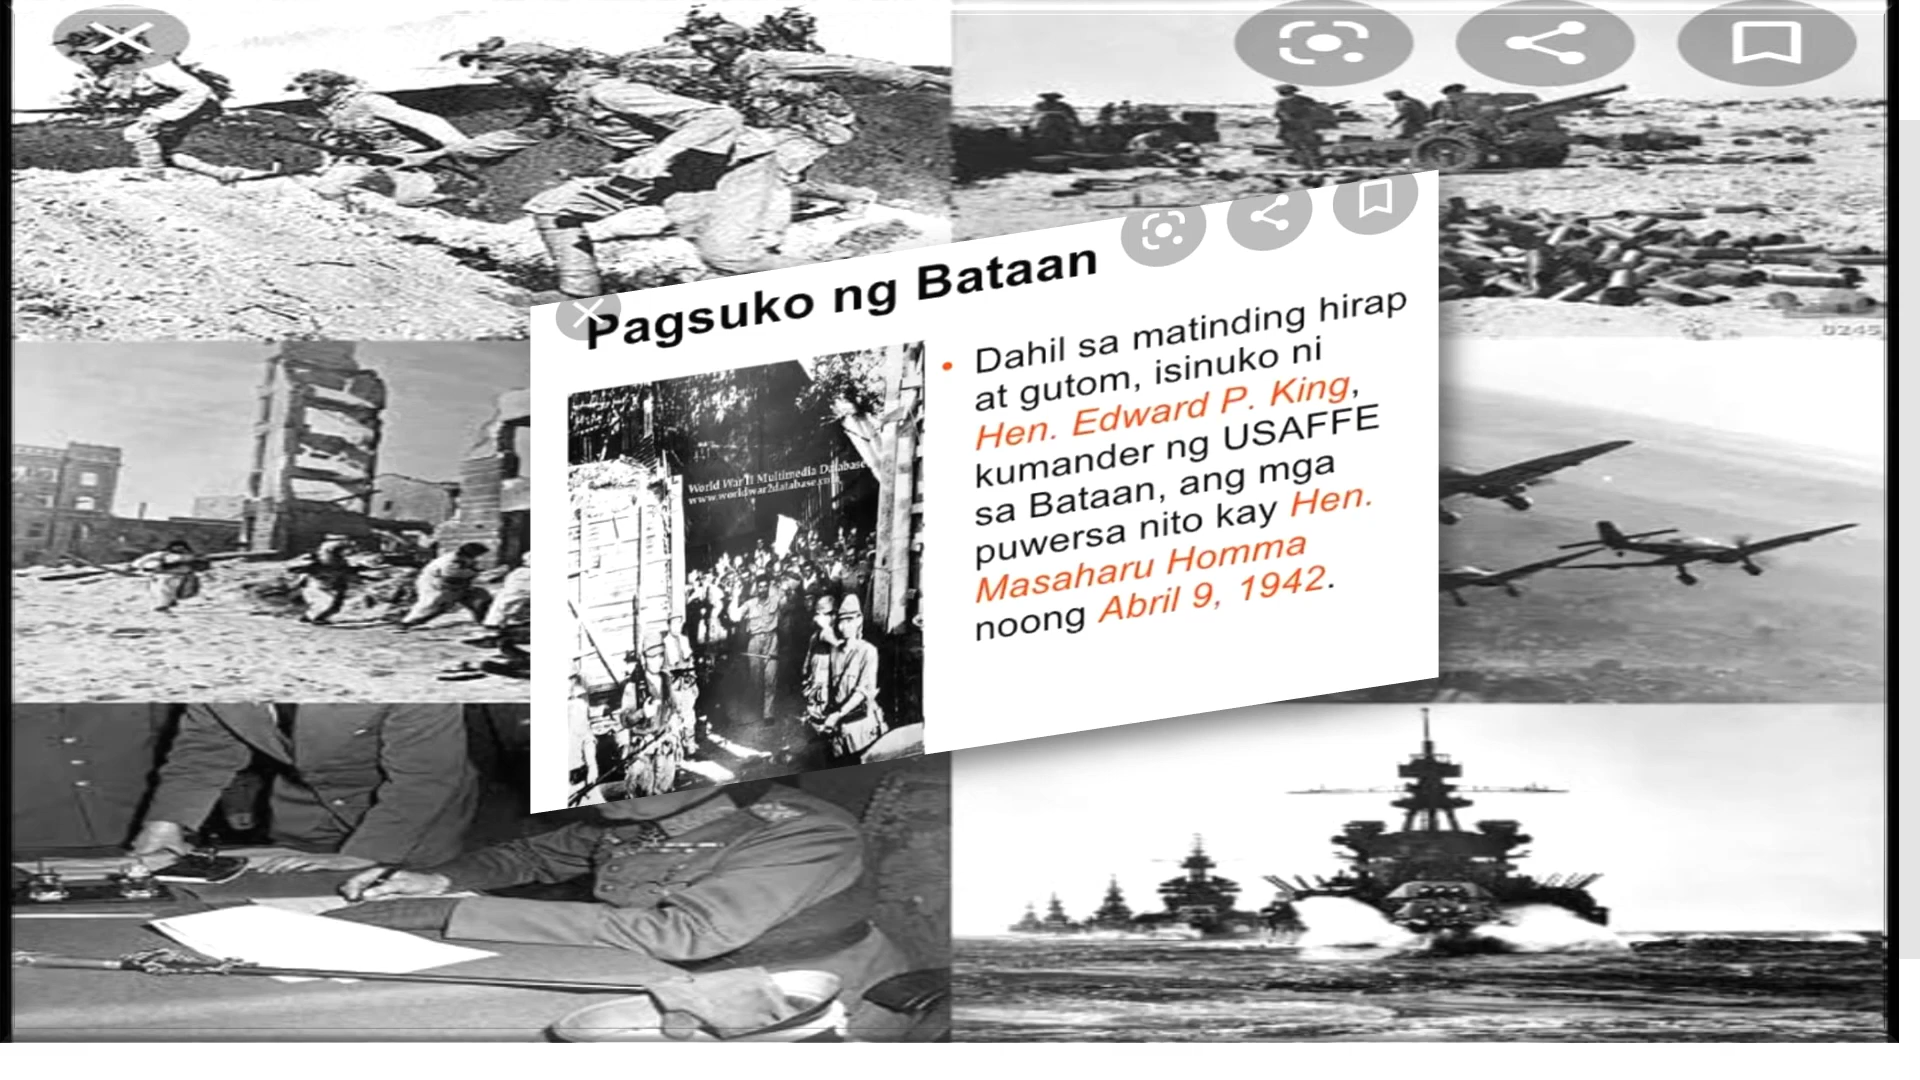 0245
Pagsuko ng Bataan
• Dahil sa matinding hirap
at gutom, isinuko ni
Hen. Edward P. King,
kumander ng USAFFE
sa Bataan, ang mga
puwersa nito kay Hen.
Masaharu Homma
noong Abril 9, 1942.
World War II Multimedia Database
www.worldwar2database.com